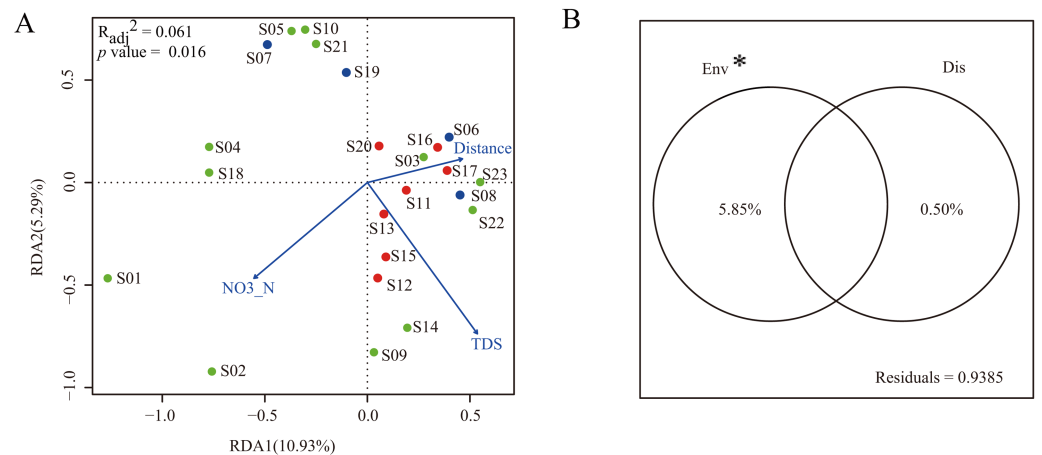 A
R_adj^2 = 0.061
p value = 0.016
S05
S10
S21
S07
S19
S04
S18
S20
S16
S06
Distance
S03
S17
S23
S11
S08
S22
S13
S15
S12
S01
NO3_N
S14
TDS
S09
S02
0.5
0.0
−0.5
−1.0
RDA2(5.29%)
−1.0
−0.5
0.0
0.5
RDA1(10.93%)
B
Env *
Dis
5.85%
0.50%
Residuals = 0.9385